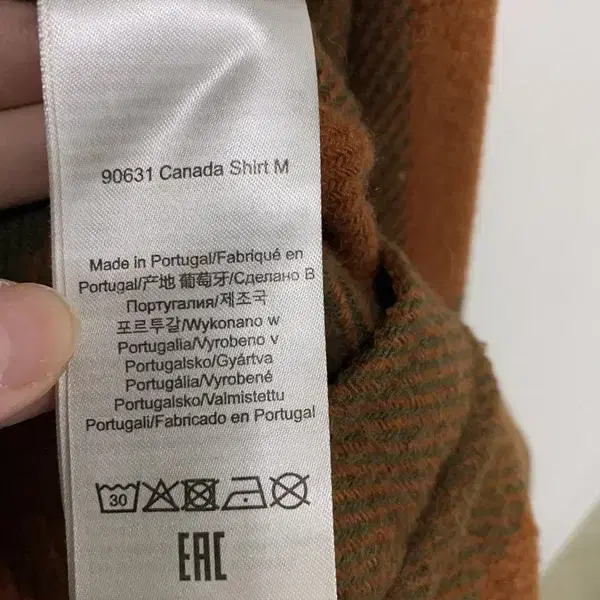 90631 Canada Shirt M
Made in Portugal/Fabriqué en
Portugal/产地 葡萄牙/Сделано В
Португалия/제조국
포르투갈/Wykonano w
Portugalia/Vyrobeno v
Portugalsko/Gyártva
Portugália/Vyrobené
Portugalsko/Valmistettu
Portugali/Fabricado en Portugal
30
EAC